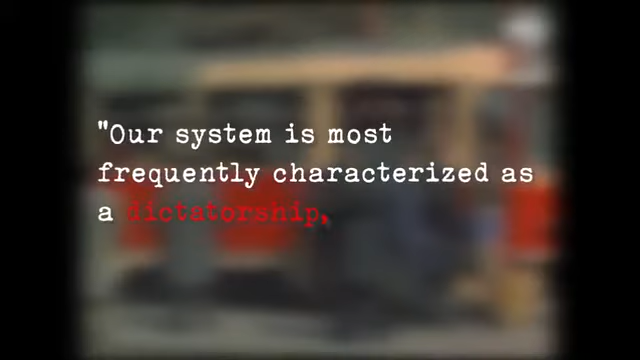 "Our system is most
frequently characterized as
a dictatorship,